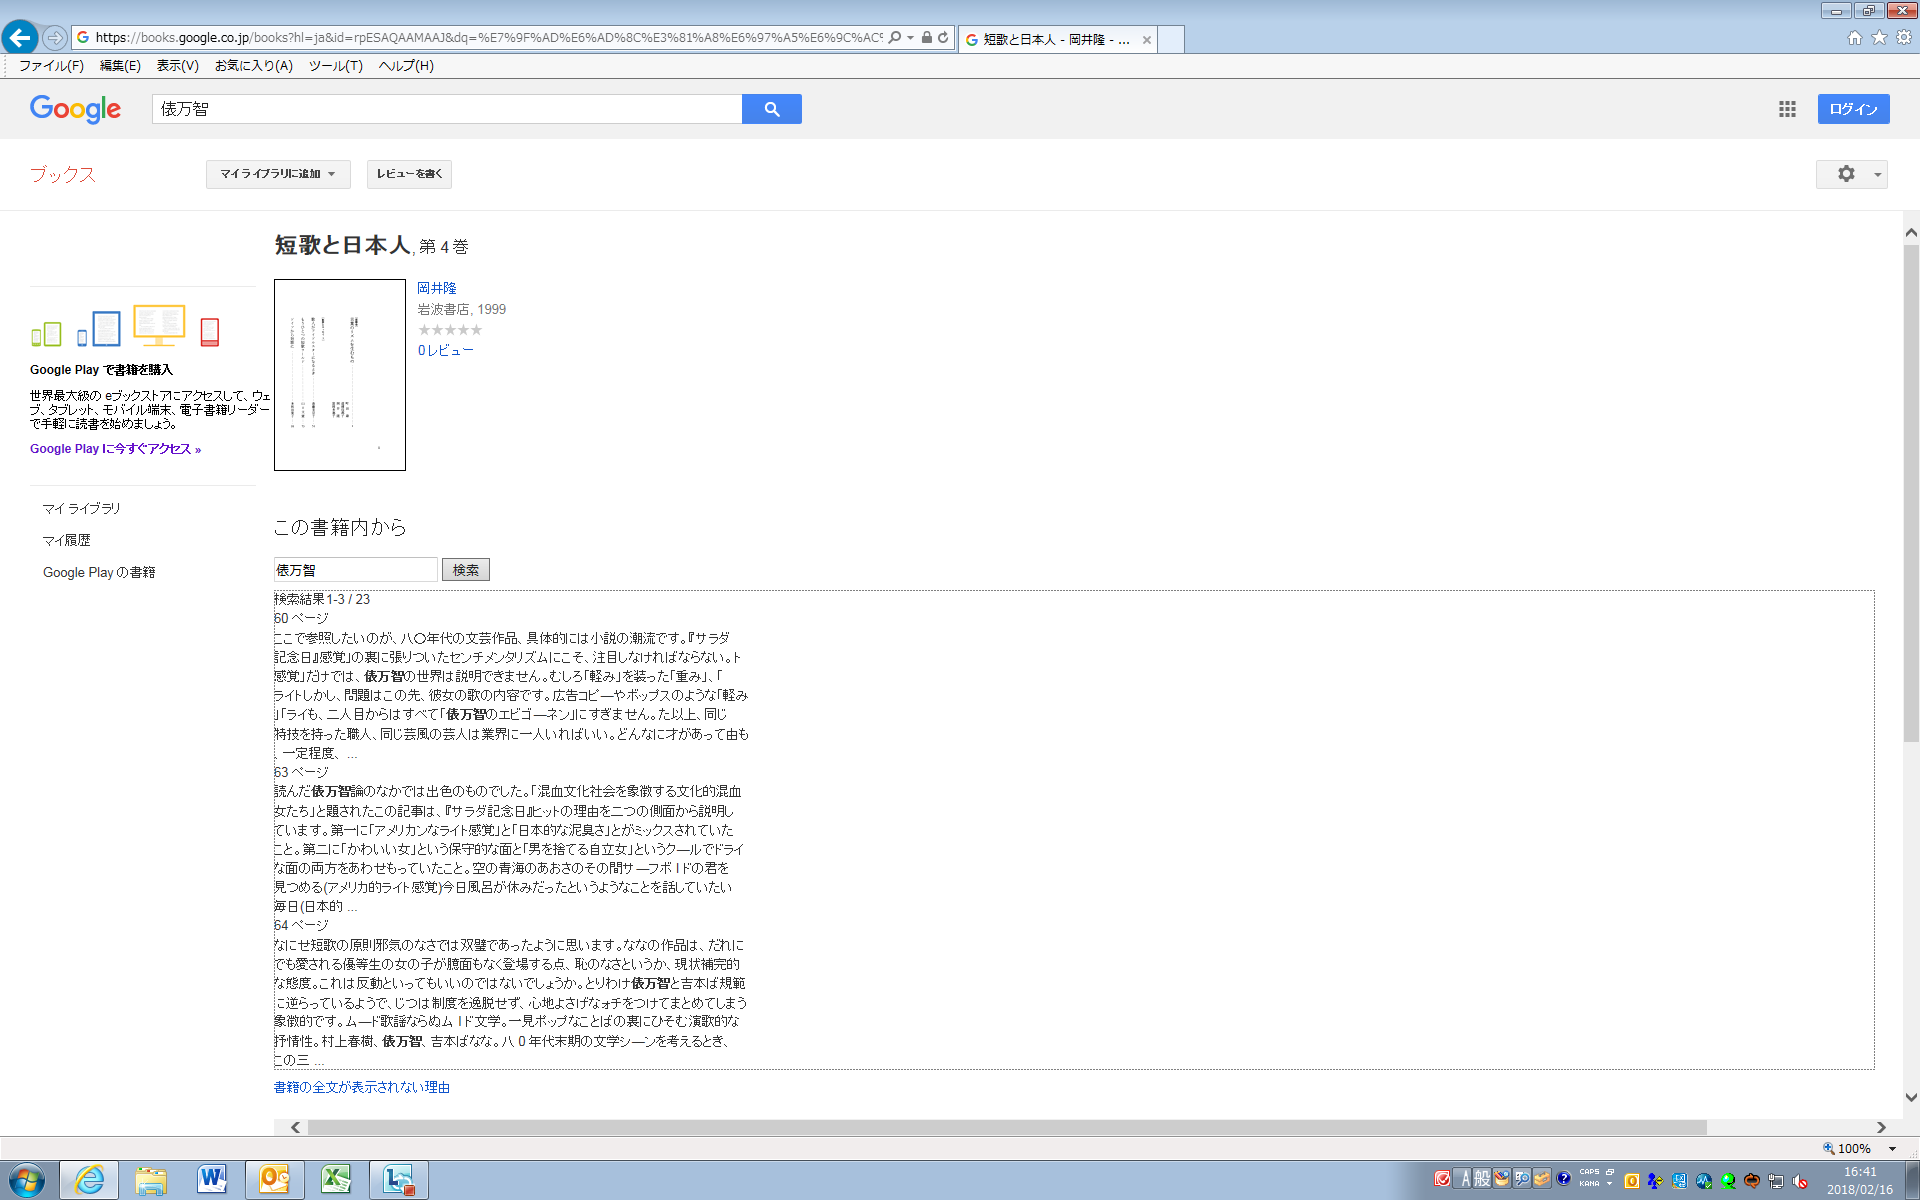 https://books.google.co.jp/books?hl=ja&id=rpESAQAAMAAJ&dq=%E7%9F%AD%E6%AD%8C%E3%81%A8%E6%97%A5%E6%9C%AC%
短歌と日本人 - 岡井隆 - ...
ファイル(F) 編集(E) 表示(V) お気に入り(A) ツール(T) ヘルプ(H)
Google
俵万智
ログイン
ブックス
マイライブラリに追加
レビューを書く
短歌と日本人, 第 4 巻
岡井隆
岩波書店, 1999
0レビュー
Google Play で書籍を購入
世界最大級の eブックストアにアクセスして、ウェ
ブ、タブレット、モバイル端末、電子書籍リーダー
で手軽に読書を始めましょう。
Google Play に今すぐアクセス »
マイ ライブラリ
マイ履歴
Google Play の書籍
この書籍内から
俵万智
検索
検索結果1-3 / 23
60 ページ
ここで参照したいのが、八〇年代の文芸作品、具体的には小説の潮流です。『サラダ
記念日』感覚」の裏に張りついたセンチメンタリズムにこそ、注目しなければならない。ト
感覚」だけでは、俵万智の世界は説明できません。むしろ「軽み」を装った「重み」、「
ライトしかし、問題はこの先、彼女の歌の内容です。広告コピ—やポップスのような「軽み
」「ライも、二人目からはすべて「俵万智のエピゴ—ネン」にすぎません。た以上、同じ
特技を持った職人、同じ芸風の芸人は業界に一人いればいい。どんなに才があって由も
、一定程度、 ...
63 ページ
読んだ俵万智論のなかでは出色のものでした。「混血文化社会を象徴する文化的混血
女たち」と題されたこの記事は、『サラダ記念日』ヒットの理由を二つの側面から説明し
ています。第一に「アメリカンなライト感覚」と「日本的な泥臭さ」とがミックスされていた
こと。第二に「かわいい女」という保守的な面と「男を捨てる自立女」というク—ルでドライ
な面の両方をあわせもっていたこと。空の青海のあおさのその間サ—フボ I ドの君を
見つめる(アメリカ的ライト感覚)今日風呂が休みだったというようなことを話していたい
毎日(日本的 ...
64 ページ
なにせ短歌の原則邪気のなさでは双璧であったように思います。ななの作品は、だれに
でも愛される優等生の女の子が臆面もなく登場する点、恥のなさというか、現状補完的
な態度。これは反動といってもいいのではないでしょうか。とりわけ俵万智と吉本ば規範
に逆らっているようで、じつは制度を逸脱せず、心地よさげなォチをつけてまとめてしまう
象徴的です。ム—ド歌謡ならぬム I ド文学。一見ポップなことばの裏にひそむ演歌的な
抒情性。村上春樹、俵万智、吉本ばなな。八 0 年代末期の文学シ—ンを考えるとき、
この三 ...
書籍の全文が表示されない理由
100%
A 般
CAPS
KANA
16:41
2018/02/16